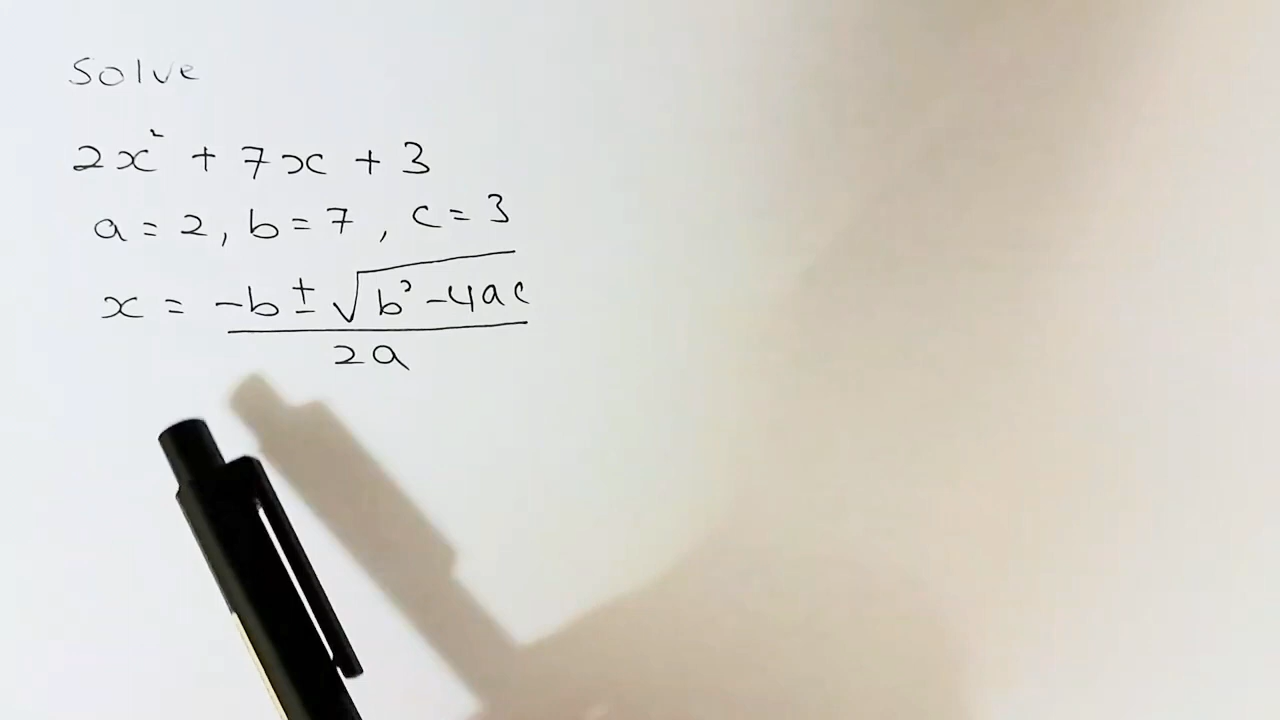 Solve
2x² + 7x + 3
a = 2, b = 7, c = 3
x = -b ± √b² - 4ac
2a